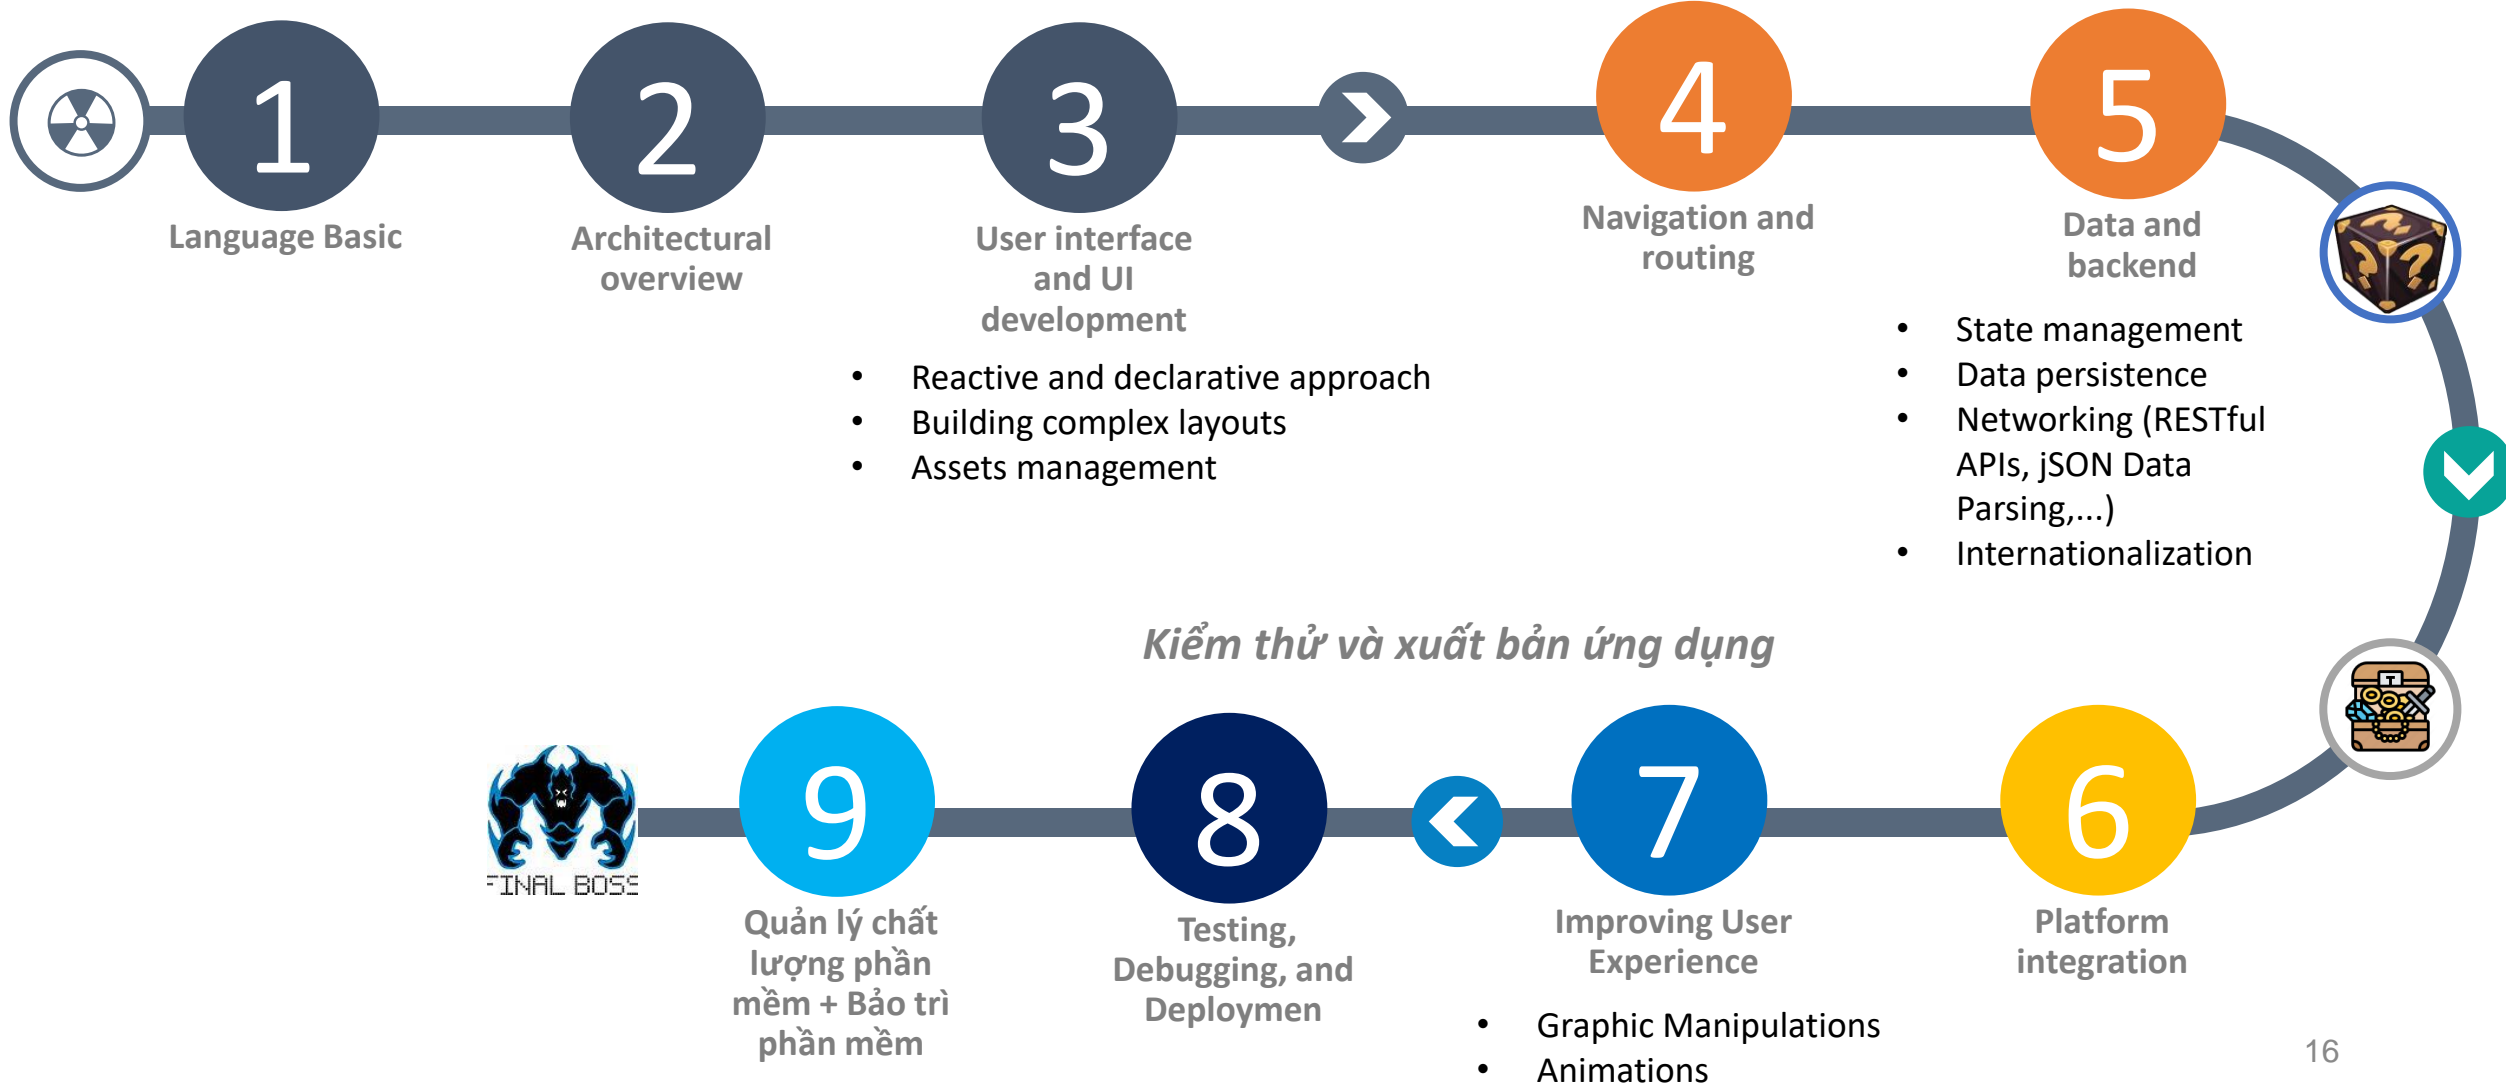 1
Language Basic
2
Architectural
overview
3
User interface
and UI
development
• Reactive and declarative approach
• Building complex layouts
• Assets management
4
Navigation and
routing
5
Data and
backend
• State management
• Data persistence
• Networking (RESTful
APIs, jSON Data
Parsing,...)
• Internationalization
Kiểm thử và xuất bản ứng dụng
6
Platform
integration
7
Improving User
Experience
• Graphic Manipulations
• Animations
8
Testing,
Debugging, and
Deploymen
9
Quản lý chất
lượng phần
mềm + Bảo trì
phần mềm
FINAL BOSS
16